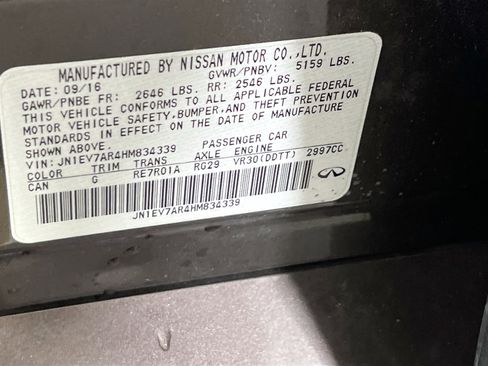 MANUFACTURED BY NISSAN MOTOR CO.,LTD.
DATE: 09/16 GVWR/PNBV: 5159 LBS.
GAWR/PNBE FR: 2646 LBS. RR: 2546 LBS.
THIS VEHICLE CONFORMS TO ALL APPLICABLE FEDERAL
MOTOR VEHICLE SAFETY,BUMPER,AND THEFT PREVENTION
STANDARDS IN EFFECT ON THE DATE OF MANUFACTURE
SHOWN ABOVE.
VIN: JN1EV7AR4HM834339 PASSENGER CAR
COLOR TRIM TRANS AXLE ENGINE
CAN G RE7R01A RG29 VR30(DDTT) 2997CC
JN1EV7AR4HM834339